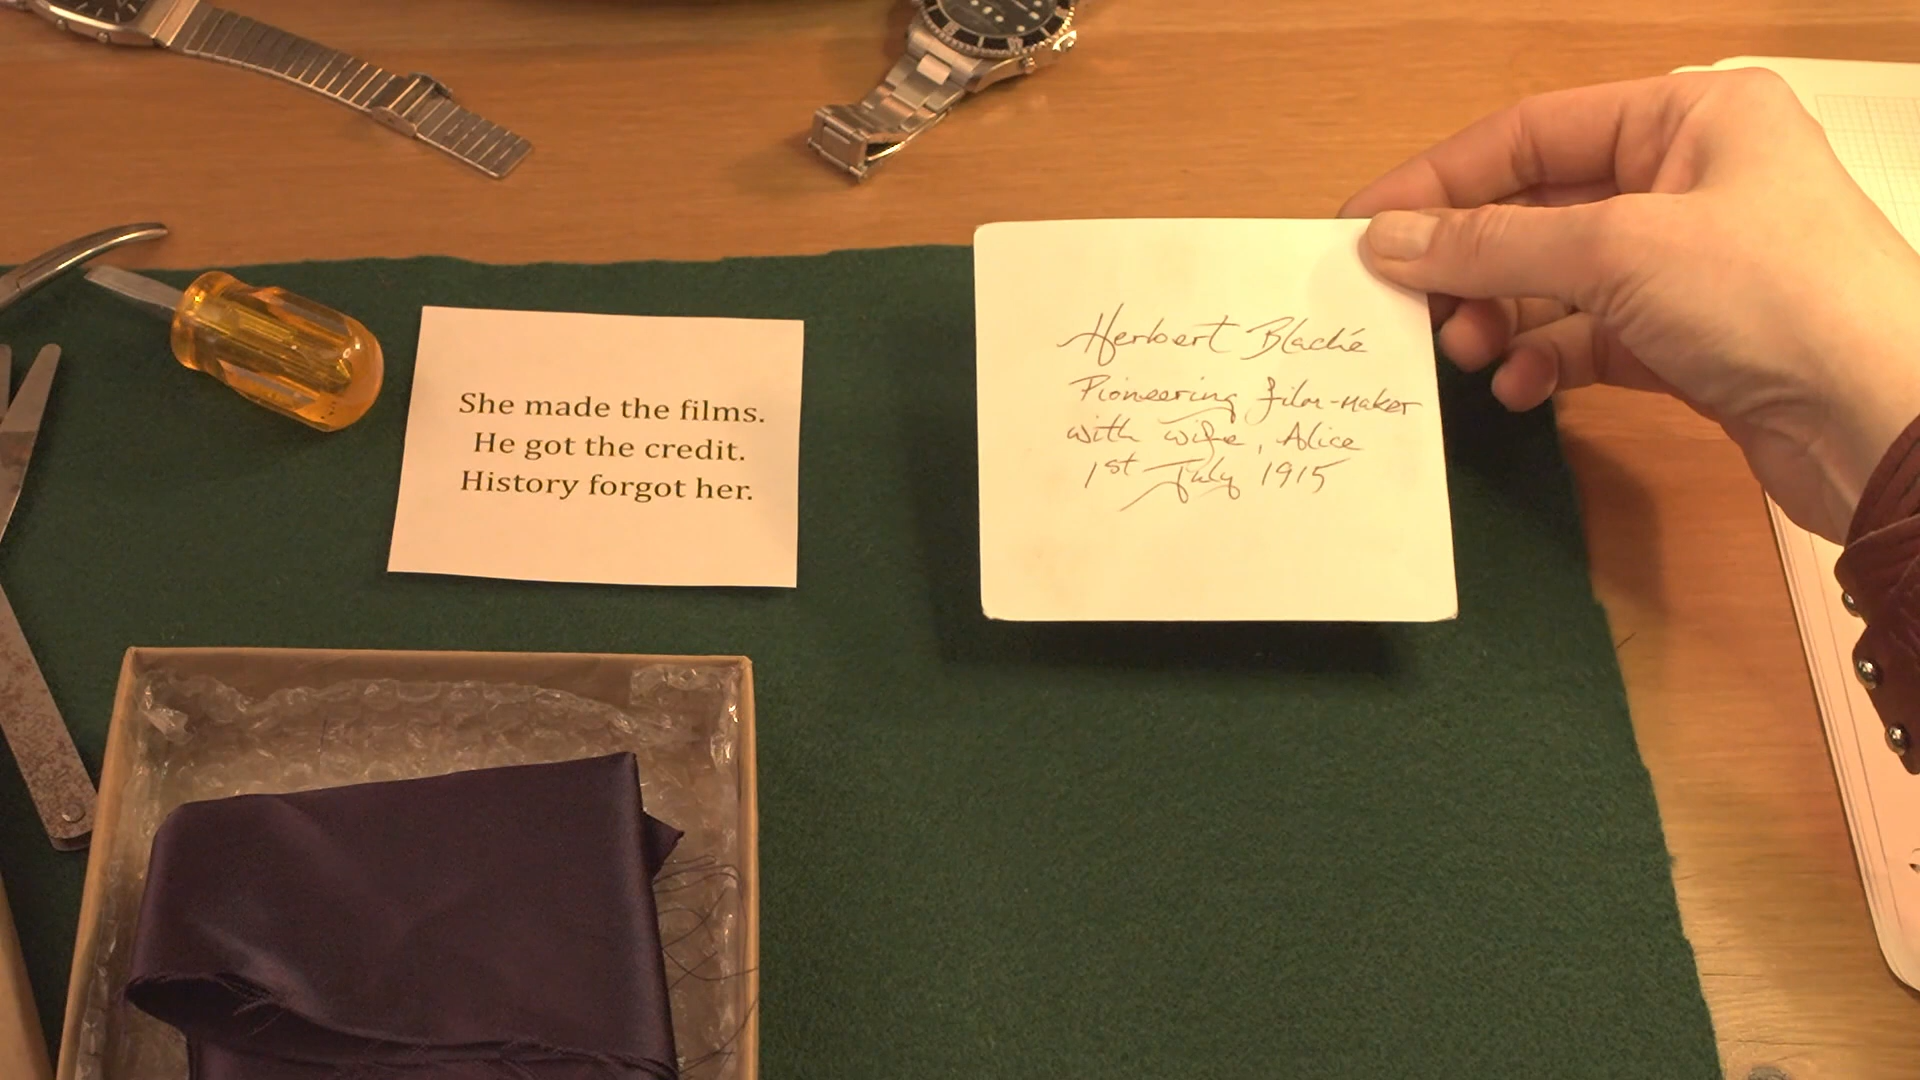 She made the films.
He got the credit.
History forgot her.
Herbert Blaché
Pioneering film-maker
with wife, Alice
1st July 1915